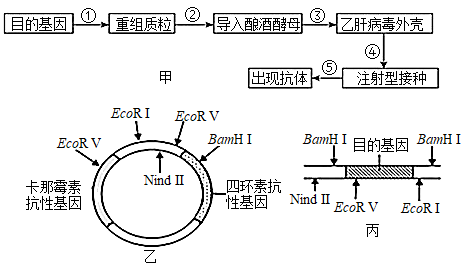 目的基因 ① 重组质粒 ② 导入酿酒酵母 ③ 乙肝病毒外壳
④
出现抗体 ⑤ 注射型接种
甲
EcoR V
EcoR I
EcoR V
BamH I
Nind II
卡那霉素
抗性基因
四环素抗
性基因
乙
目的基因
BamH I
BamH I
Nind II
EcoR V
EcoR I
丙